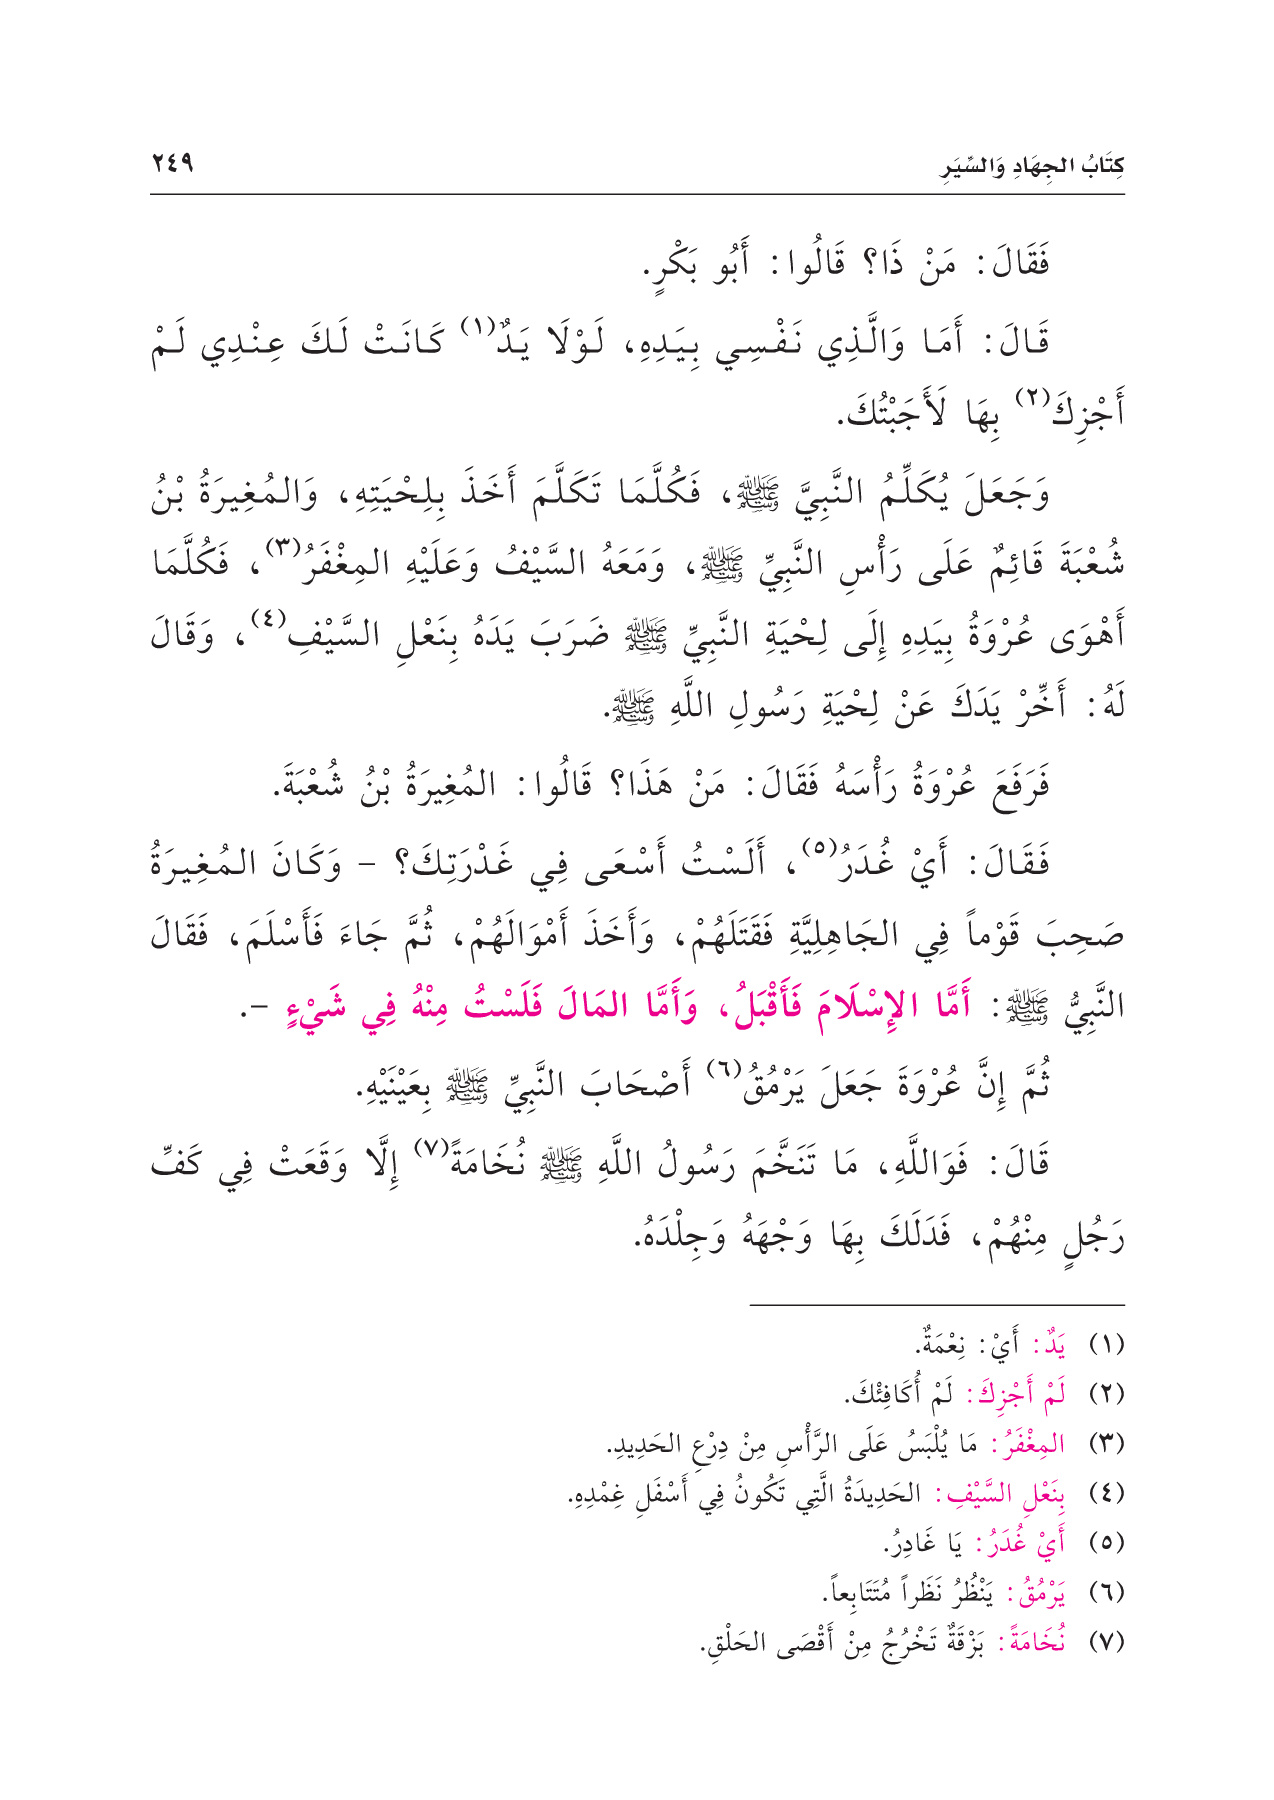 كِتَابُ الجِهَادِ وَالسِّيَرِ ٢٤٩
فَقَالَ: مَنْ ذَا؟ قَالُوا: أَبُو بَكْرٍ.
قَالَ: أَمَا وَالَّذِي نَفْسِي بِيَدِهِ، لَوْلَا يَدٌ(١) كَانَتْ لَكَ عِنْدِي لَمْ
أَجْزِكَ(٢) بِهَا لَأَجَبْتُكَ.
وَجَعَلَ يُكَلِّمُ النَّبِيَّ ﷺ، فَكُلَّمَا تَكَلَّمَ أَخَذَ بِلِحْيَتِهِ، وَالمُغِيرَةُ بْنُ
شُعْبَةَ قَائِمٌ عَلَى رَأْسِ النَّبِيِّ ﷺ، وَمَعَهُ السَّيْفُ وَعَلَيْهِ المِغْفَرُ(٣)، فَكُلَّمَا
أَهْوَى عُرْوَةُ بِيَدِهِ إِلَى لِحْيَةِ النَّبِيِّ ﷺ ضَرَبَ يَدَهُ بِنَعْلِ السَّيْفِ(٤)، وَقَالَ
لَهُ: أَخِّرْ يَدَكَ عَنْ لِحْيَةِ رَسُولِ اللَّهِ ﷺ.
فَرَفَعَ عُرْوَةُ رَأْسَهُ فَقَالَ: مَنْ هَذَا؟ قَالُوا: المُغِيرَةُ بْنُ شُعْبَةَ.
فَقَالَ: أَيْ غُدَرُ(٥)، أَلَسْتُ أَسْعَى فِي غَدْرَتِكَ؟ - وَكَانَ المُغِيرَةُ
صَحِبَ قَوْماً فِي الجَاهِلِيَّةِ فَقَتَلَهُمْ، وَأَخَذَ أَمْوَالَهُمْ، ثُمَّ جَاءَ فَأَسْلَمَ، فَقَالَ
النَّبِيُّ ﷺ: أَمَّا الإِسْلَامَ فَأَقْبَلُ، وَأَمَّا المَالَ فَلَسْتُ مِنْهُ فِي شَيْءٍ -.
ثُمَّ إِنَّ عُرْوَةَ جَعَلَ يَرْمُقُ(٦) أَصْحَابَ النَّبِيِّ ﷺ بِعَيْنَيْهِ.
قَالَ: فَوَاللَّهِ، مَا تَنَخَّمَ رَسُولُ اللَّهِ ﷺ نُخَامَةً(٧) إِلَّا وَقَعَتْ فِي كَفِّ
رَجُلٍ مِنْهُمْ، فَدَلَكَ بِهَا وَجْهَهُ وَجِلْدَهُ.
(١) يَدٌ: أَيْ: نِعْمَةٌ.
(٢) لَمْ أَجْزِكَ: لَمْ أُكَافِئْكَ.
(٣) المِغْفَرُ: مَا يُلْبَسُ عَلَى الرَّأْسِ مِنْ دِرْعِ الحَدِيدِ.
(٤) بِنَعْلِ السَّيْفِ: الحَدِيدَةُ الَّتِي تَكُونُ فِي أَسْفَلِ غِمْدِهِ.
(٥) أَيْ غُدَرُ: يَا غَادِرُ.
(٦) يَرْمُقُ: يَنْظُرُ نَظَراً مُتَتَابِعاً.
(٧) نُخَامَةً: بَزْقَةٌ تَخْرُجُ مِنْ أَقْصَى الحَلْقِ.